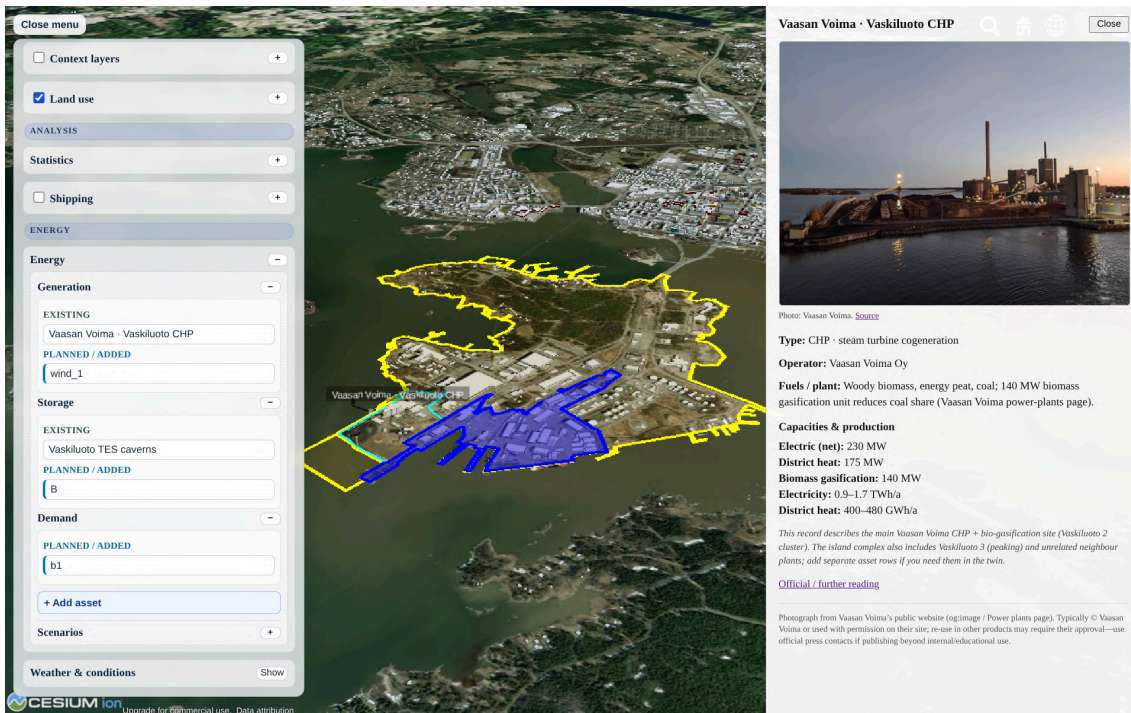 Close menu
Context layers +
Land use +
ANALYSIS
Statistics +
Shipping +
ENERGY
Energy −
Generation −
EXISTING
Vaasan Voima · Vaskiluoto CHP
PLANNED / ADDED
wind_1
Storage −
EXISTING
Vaskiluoto TES caverns
PLANNED / ADDED
B
Demand −
PLANNED / ADDED
b1
+ Add asset
Scenarios +
Weather & conditions Show
CESIUM ion
Upgrade for commercial use. Data attribution
Vaasan Voima · Vaskiluoto CHP
Vaasan Voima · Vaskiluoto CHP
Close
Photo: Vaasan Voima. Source
Type: CHP · steam turbine cogeneration
Operator: Vaasan Voima Oy
Fuels / plant: Woody biomass, energy peat, coal; 140 MW biomass
gasification unit reduces coal share (Vaasan Voima power-plants page).
Capacities & production
Electric (net): 230 MW
District heat: 175 MW
Biomass gasification: 140 MW
Electricity: 0.9–1.7 TWh/a
District heat: 400–480 GWh/a
This record describes the main Vaasan Voima CHP + bio-gasification site (Vaskiluoto 2
cluster). The island complex also includes Vaskiluoto 3 (peaking) and unrelated neighbour
plants; add separate asset rows if you need them in the twin.
Official / further reading
Photograph from Vaasan Voima’s public website (og:image / Power plants page). Typically © Vaasan
Voima or used with permission on their site; re-use in other products may require their approval—use
official press contacts if publishing beyond internal/educational use.